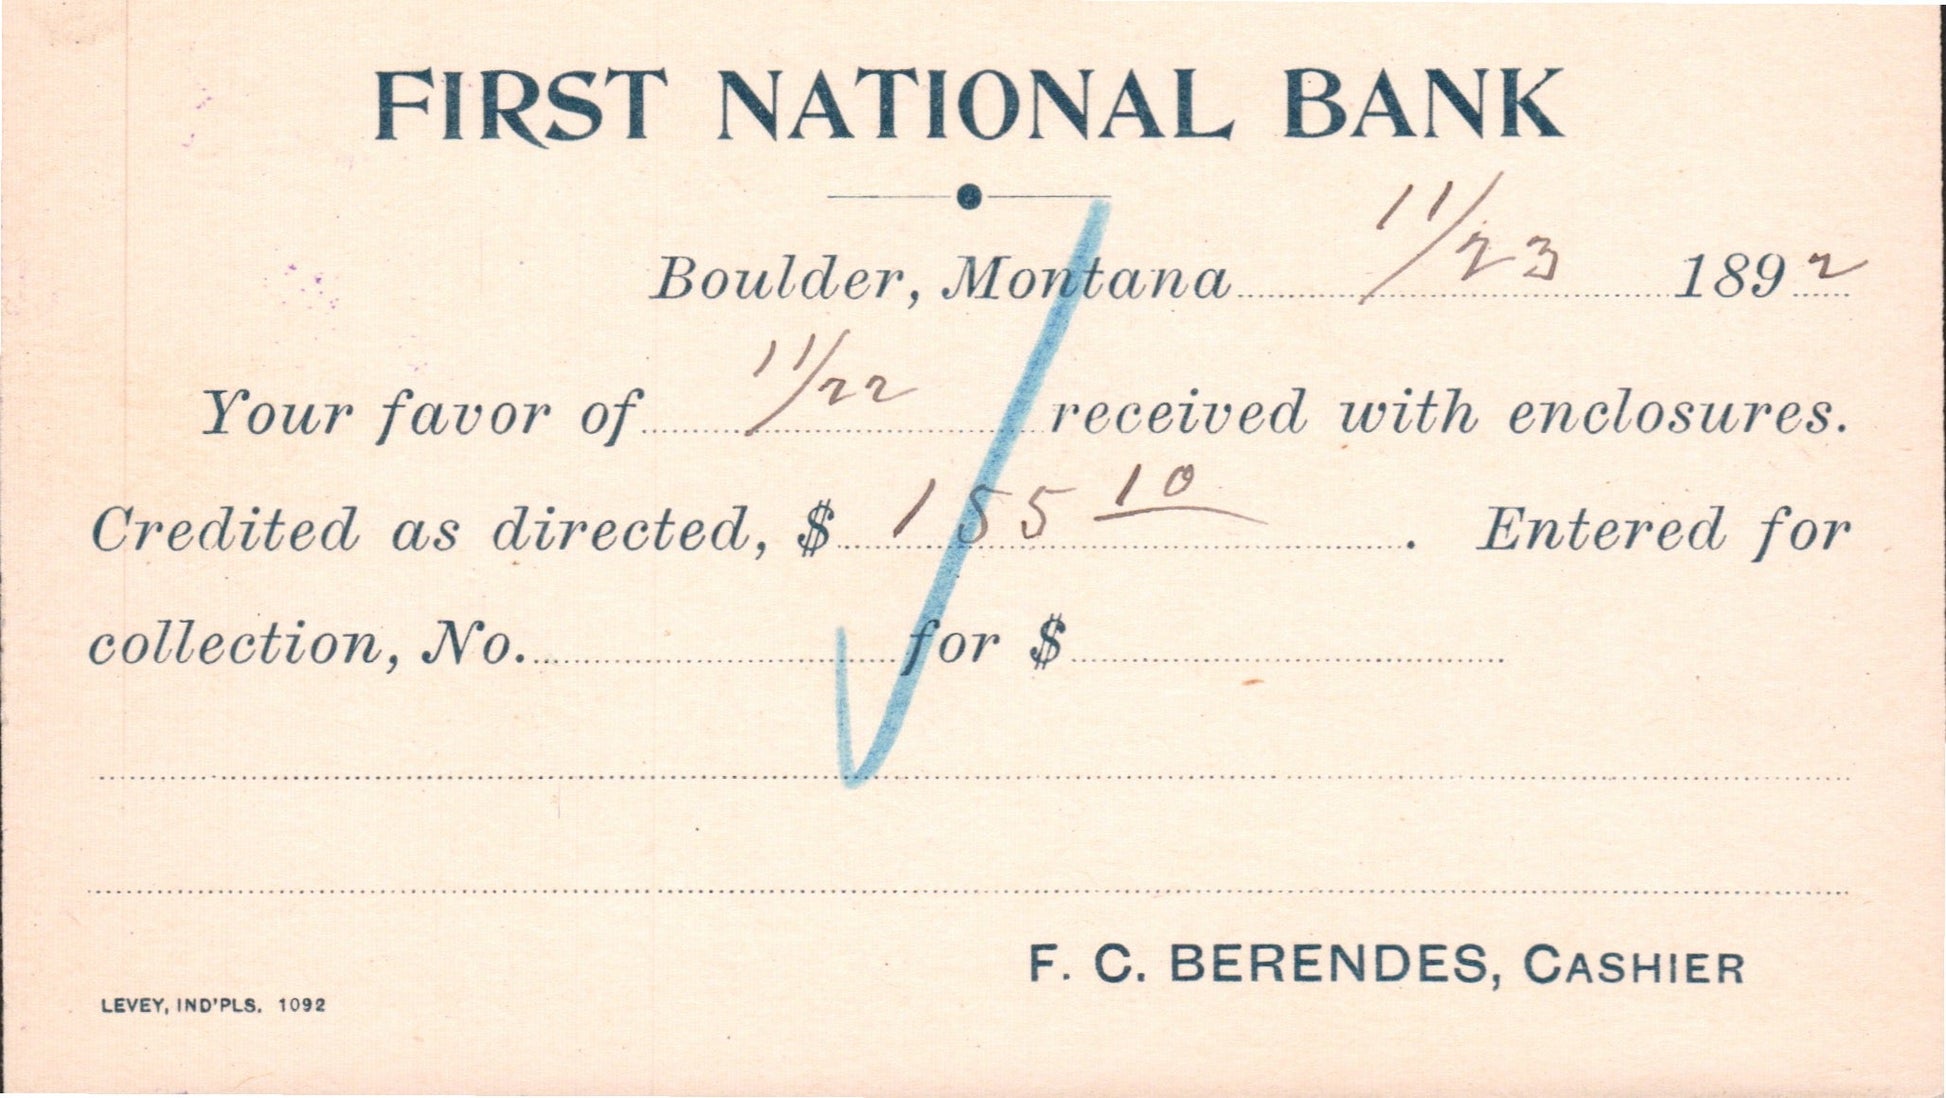 FIRST NATIONAL BANK
Boulder, Montana 11/23 1892
Your favor of 11/22 received with enclosures.
Credited as directed, $ 155 10. Entered for
collection, No. for $
F. C. BERENDES, CASHIER
LEVEY, IND'PLS. 1092